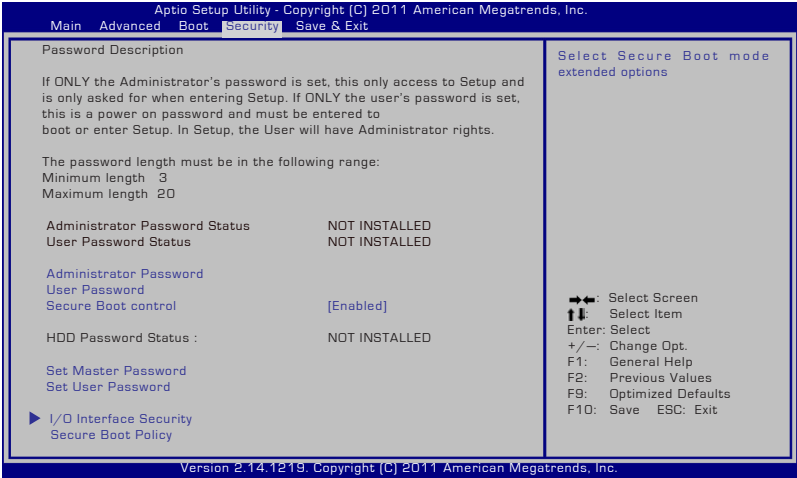 Aptio Setup Utility - Copyright (C) 2011 American Megatrends, Inc.
Main Advanced Boot Security Save & Exit
Password Description
If ONLY the Administrator's password is set, this only access to Setup and
is only asked for when entering Setup. If ONLY the user's password is set,
this is a power on password and must be entered to
boot or enter Setup. In Setup, the User will have Administrator rights.
The password length must be in the following range:
Minimum length 3
Maximum length 20
Administrator Password Status NOT INSTALLED
User Password Status NOT INSTALLED
Administrator Password
User Password
Secure Boot control [Enabled]
HDD Password Status : NOT INSTALLED
Set Master Password
Set User Password
I/O Interface Security
Secure Boot Policy
Select Secure Boot mode
extended options
→←: Select Screen
↑↓: Select Item
Enter: Select
+/—: Change Opt.
F1: General Help
F2: Previous Values
F9: Optimized Defaults
F10: Save ESC: Exit
Version 2.14.1219. Copyright (C) 2011 American Megatrends, Inc.